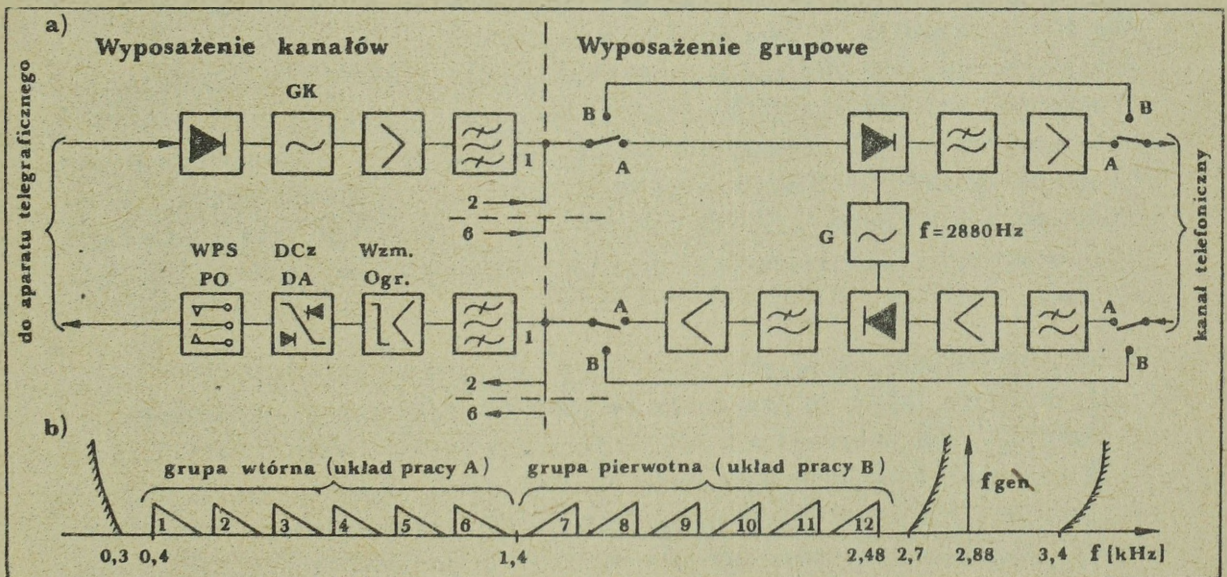 a)
Wyposażenie kanałów
Wyposażenie grupowe
do aparatu telegraficznego
GK
B
B
1
A
A
2
6
kanał telefoniczny
G
f=2880Hz
WPS
PO
DCz
DA
Wzm.
Ogr.
A
A
1
B
B
2
6
b)
grupa wtórna (układ pracy A)
grupa pierwotna (układ pracy B)
f gen
1 2 3 4 5 6 7 8 9 10 11 12
0,3 0,4 1,4 2,48 2,7 2,88 3,4 f [kHz]